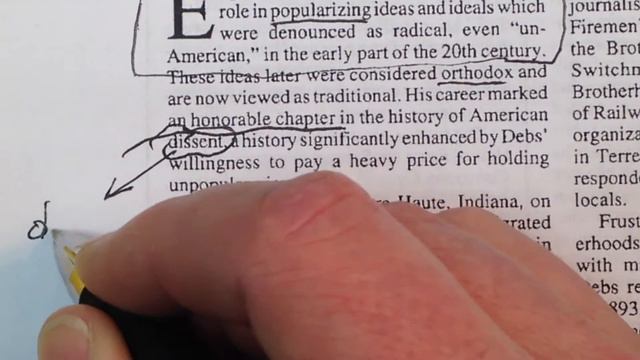 E role in popularizing ideas and ideals which
were denounced as radical, even “un-
American,” in the early part of the 20th century.
These ideas later were considered orthodox and
are now viewed as traditional. His career marked
an honorable chapter in the history of American
dissent, a history significantly enhanced by Debs’
willingness to pay a heavy price for holding
Haute, Indiana, on
in
d
journalis
Firemen
the Bro
Switchm
Brother
of Railw
organiza
in Terre
responde
locals.
Frust
erhoods
with m
ebs re
893